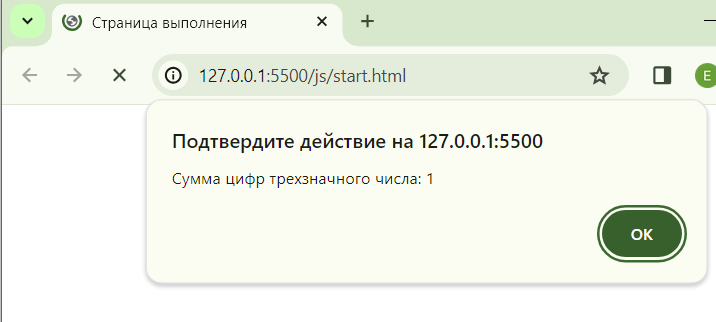 Страница выполнения
127.0.0.1:5500/js/start.html
E
Подтвердите действие на 127.0.0.1:5500
Сумма цифр трехзначного числа: 1
ОК